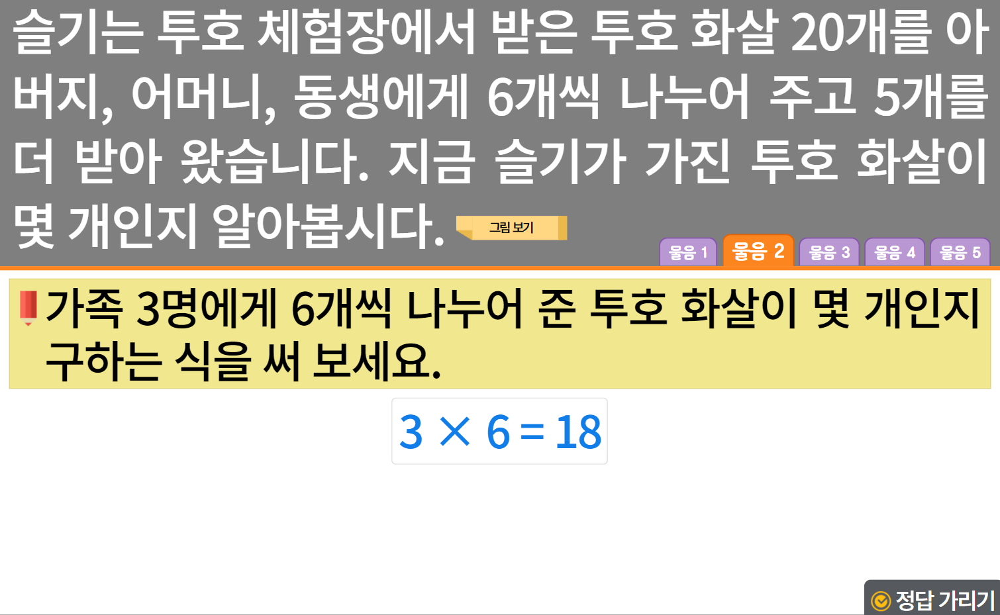 슬기는 투호 체험장에서 받은 투호 화살 20개를 아
버지, 어머니, 동생에게 6개씩 나누어 주고 5개를
더 받아 왔습니다. 지금 슬기가 가진 투호 화살이
몇 개인지 알아봅시다. 그림 보기
물음 1 물음 2 물음 3 물음 4 물음 5
가족 3명에게 6개씩 나누어 준 투호 화살이 몇 개인지
구하는 식을 써 보세요.
3 × 6 = 18
정답 가리기